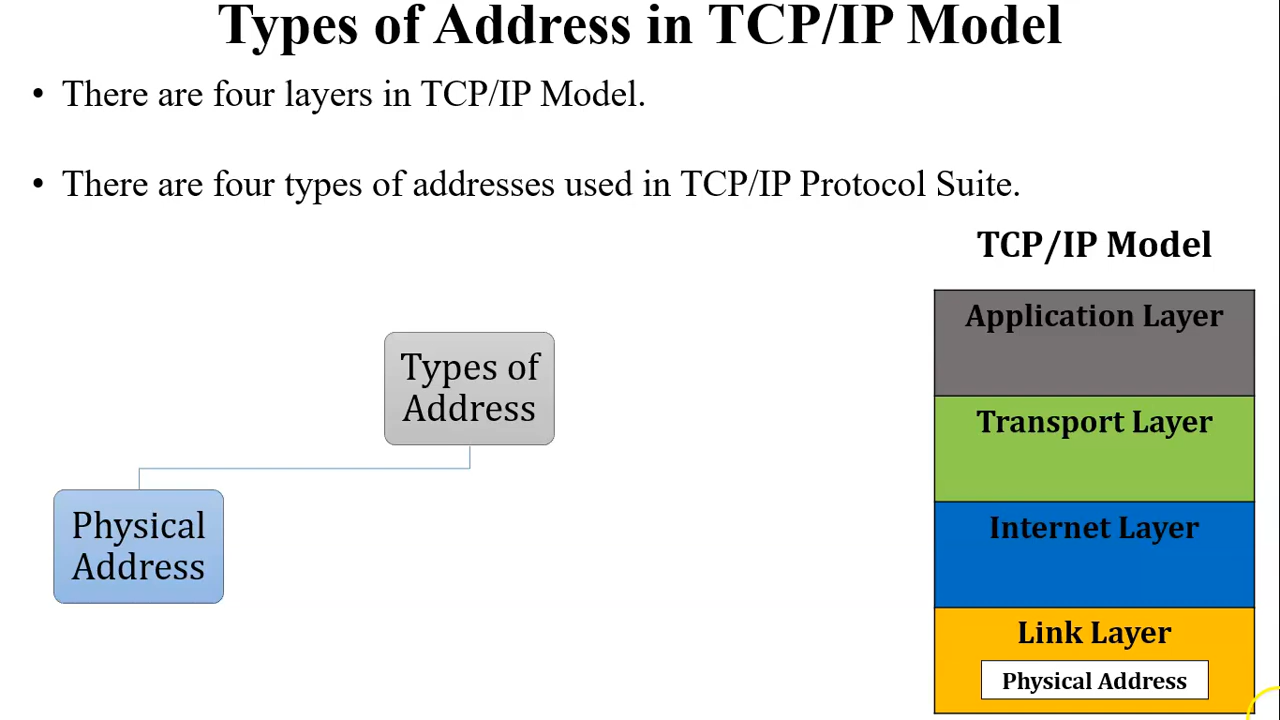 Types of Address in TCP/IP Model
• There are four layers in TCP/IP Model.
• There are four types of addresses used in TCP/IP Protocol Suite.
TCP/IP Model
Application Layer
Types of
Address
Transport Layer
Physical
Address
Internet Layer
Link Layer
Physical Address